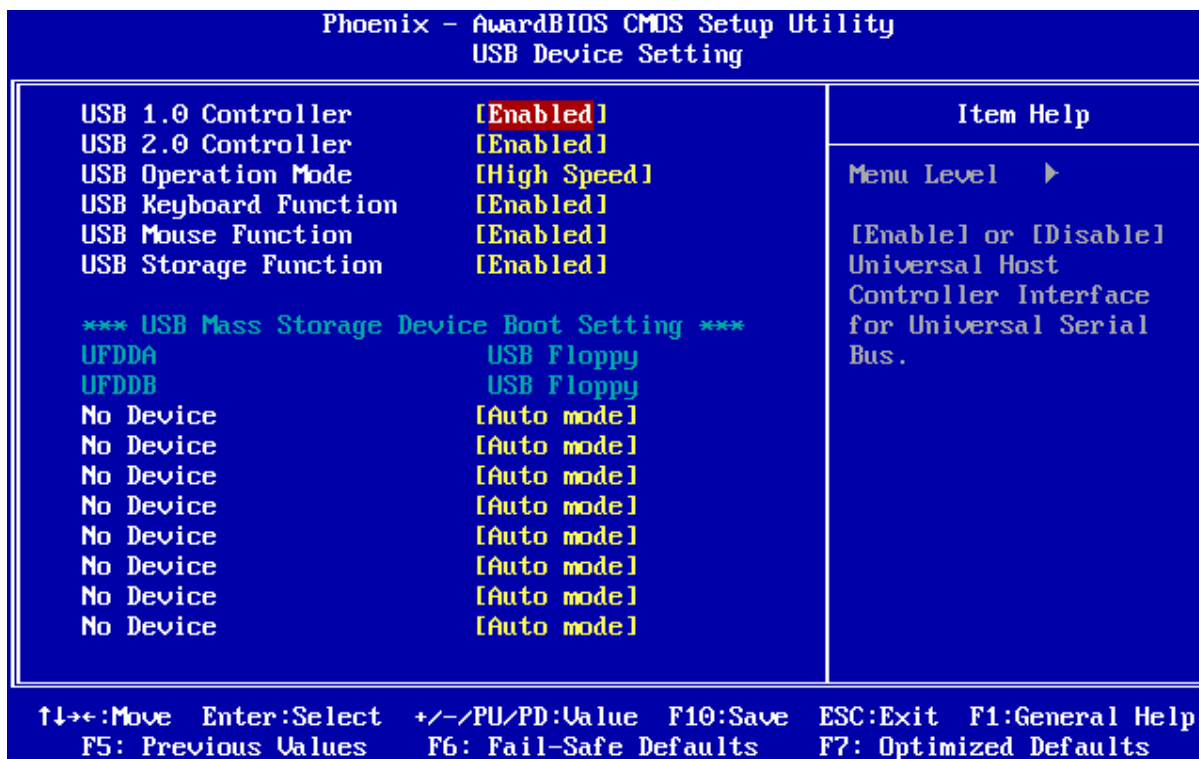 Phoenix - AwardBIOS CMOS Setup Utility
USB Device Setting
USB 1.0 Controller [Enabled]
USB 2.0 Controller [Enabled]
USB Operation Mode [High Speed]
USB Keyboard Function [Enabled]
USB Mouse Function [Enabled]
USB Storage Function [Enabled]
*** USB Mass Storage Device Boot Setting ***
UFDDA USB Floppy
UFDDB USB Floppy
No Device [Auto mode]
No Device [Auto mode]
No Device [Auto mode]
No Device [Auto mode]
No Device [Auto mode]
No Device [Auto mode]
No Device [Auto mode]
No Device [Auto mode]
Item Help
Menu Level ▶
[Enable] or [Disable]
Universal Host
Controller Interface
for Universal Serial
Bus.
↑↓→←:Move Enter:Select +/-/PU/PD:Value F10:Save ESC:Exit F1:General Help
F5: Previous Values F6: Fail-Safe Defaults F7: Optimized Defaults